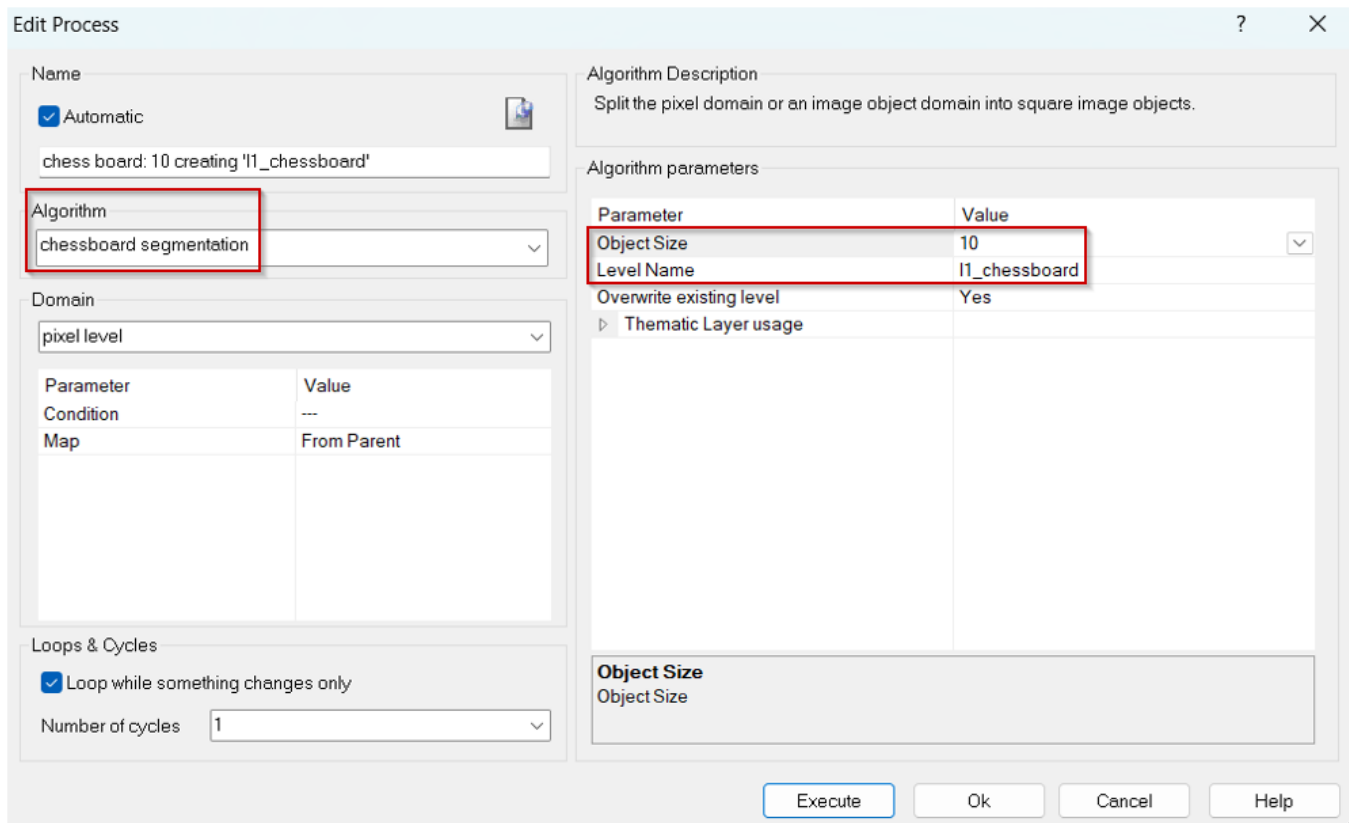 Edit Process
?
Name
Automatic
chess board: 10 creating 'l1_chessboard'
Algorithm
chessboard segmentation
Domain
pixel level
Parameter Value
Condition ---
Map From Parent
Loops & Cycles
Loop while something changes only
Number of cycles 1
Algorithm Description
Split the pixel domain or an image object domain into square image objects.
Algorithm parameters
Parameter Value
Object Size 10
Level Name l1_chessboard
Overwrite existing level Yes
Thematic Layer usage
Object Size
Object Size
Execute Ok Cancel Help